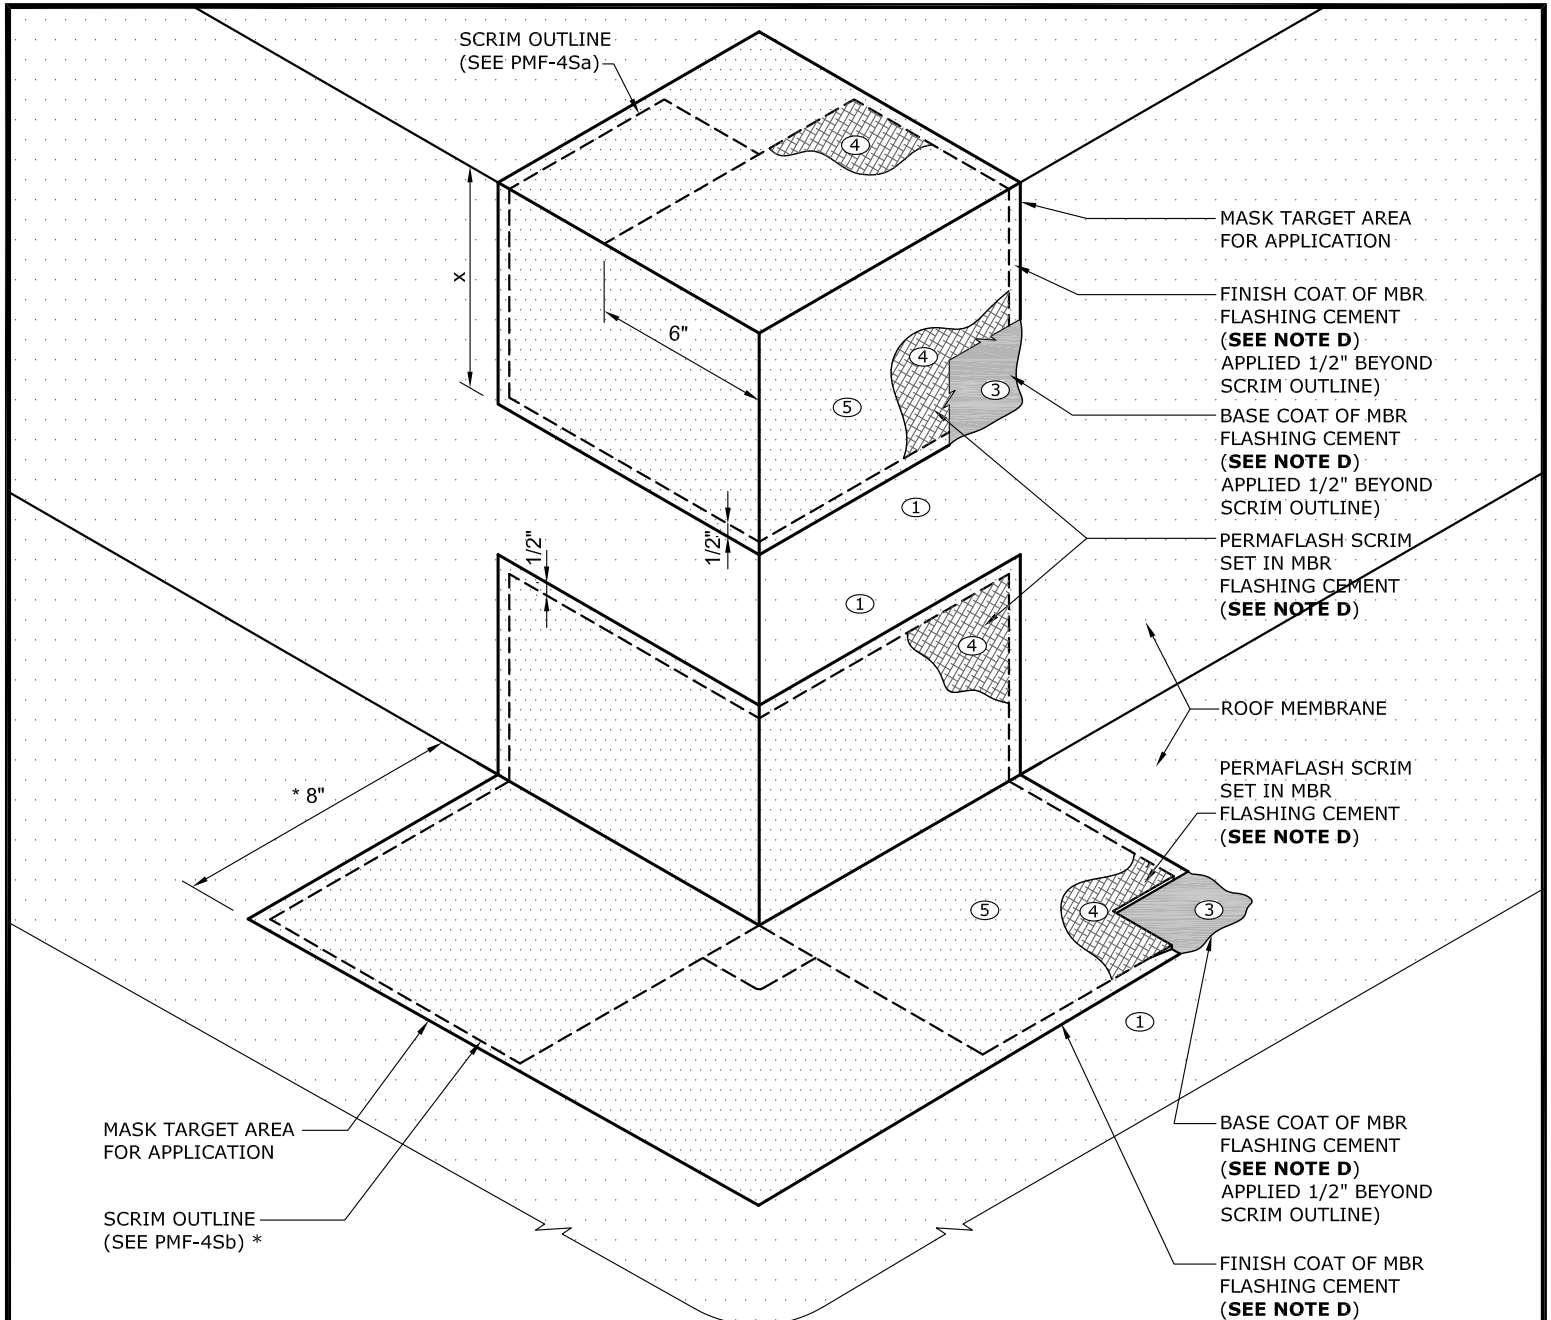 SCRIM OUTLINE
(SEE PMF-4Sa)
4
MASK TARGET AREA
FOR APPLICATION
x
FINISH COAT OF MBR
FLASHING CEMENT
(SEE NOTE D)
APPLIED 1/2" BEYOND
SCRIM OUTLINE)
6"
4
3
5
BASE COAT OF MBR
FLASHING CEMENT
(SEE NOTE D)
APPLIED 1/2" BEYOND
SCRIM OUTLINE)
1
1/2"
1/2"
PERMAFLASH SCRIM
SET IN MBR
FLASHING CEMENT
(SEE NOTE D)
1
4
ROOF MEMBRANE
* 8"
PERMAFLASH SCRIM
SET IN MBR
FLASHING CEMENT
(SEE NOTE D)
5
4
3
1
MASK TARGET AREA
FOR APPLICATION
SCRIM OUTLINE
(SEE PMF-4Sb) *
BASE COAT OF MBR
FLASHING CEMENT
(SEE NOTE D)
APPLIED 1/2" BEYOND
SCRIM OUTLINE)
FINISH COAT OF MBR
FLASHING CEMENT
(SEE NOTE D)